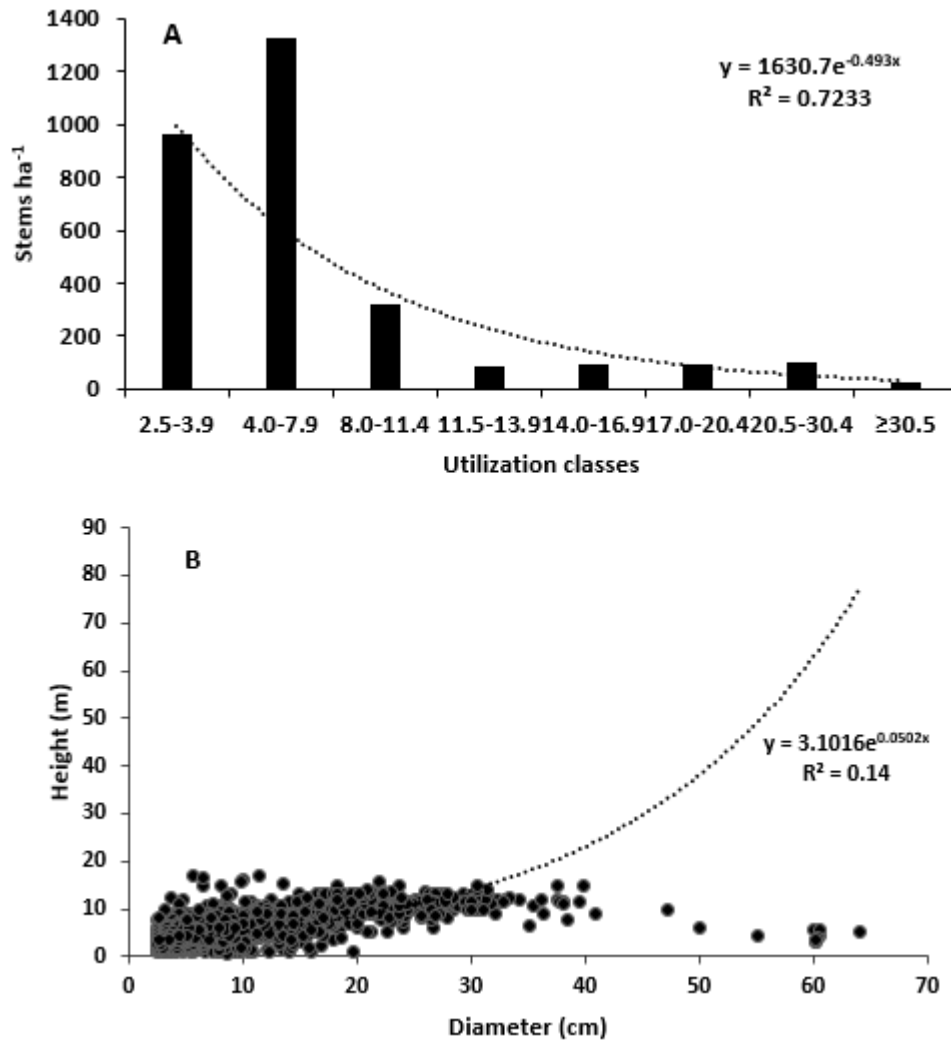 A
1400
1200
1000
800
600
400
200
0
Stems ha⁻¹
y = 1630.7e⁻⁰·⁴⁹³ˣ
R² = 0.7233
2.5-3.9 4.0-7.9 8.0-11.4 11.5-13.9 14.0-16.9 17.0-20.4 20.5-30.4 ≥30.5
Utilization classes
B
90
80
70
60
50
40
30
20
10
0
Height (m)
y = 3.1016e⁰·⁰⁵⁰²ˣ
R² = 0.14
0 10 20 30 40 50 60 70
Diameter (cm)